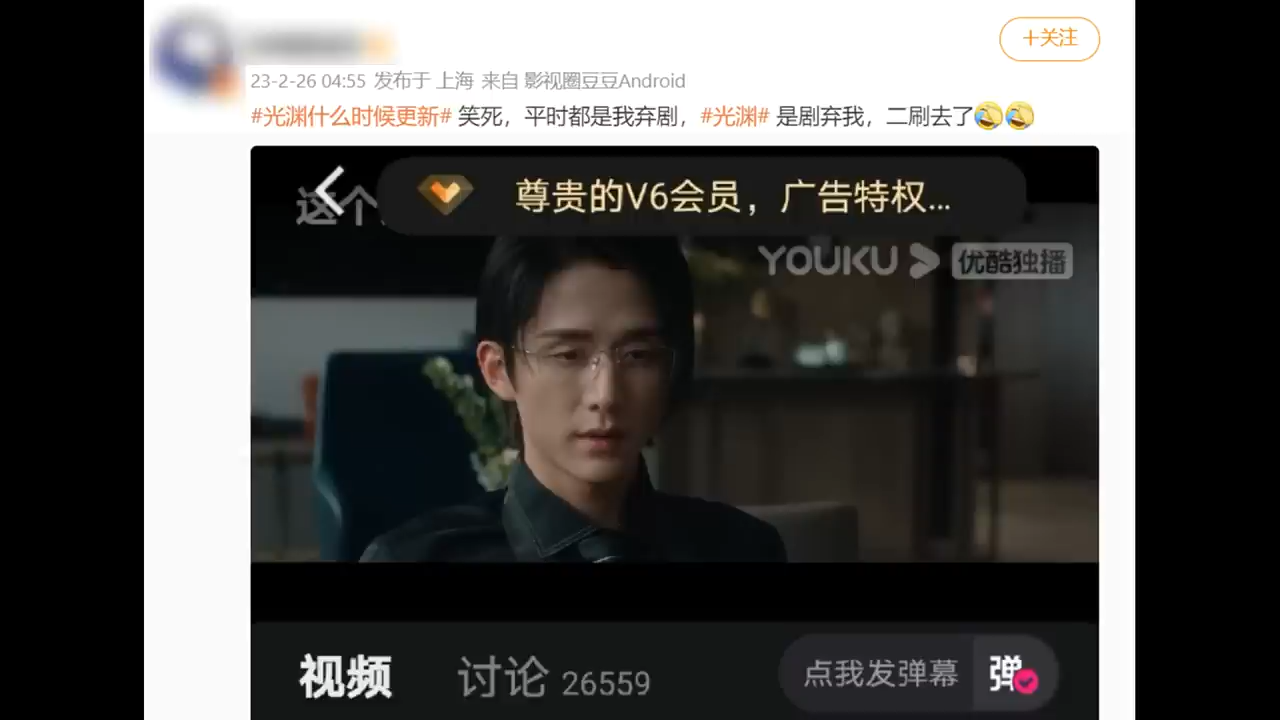 +关注
23-2-26 04:55 发布于 上海 来自 影视圈豆豆Android
#光渊什么时候更新# 笑死，平时都是我弃剧，#光渊# 是剧弃我，二刷去了
这个
尊贵的V6会员，广告特权...
YOUKU 优酷独播
视频 讨论 26559 点我发弹幕 弹